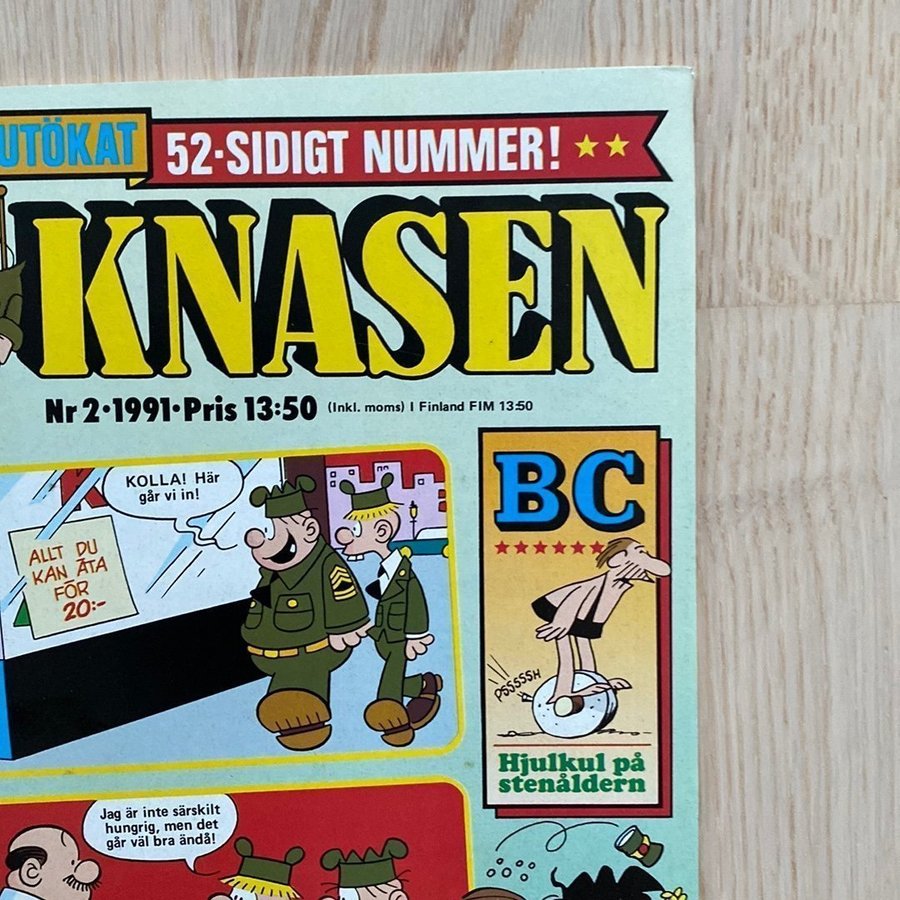 UTÖKAT 52·SIDIGT NUMMER!
KNASEN
Nr 2·1991·Pris 13:50 (Inkl. moms) I Finland FIM 13:50
KOLLA! Här
går vi in!
ALLT DU
KAN ÄTA
FÖR
20:-
BC
PSSSSSH
Hjulkul på
stenåldern
Jag är inte särskilt
hungrig, men det
går väl bra ändå!